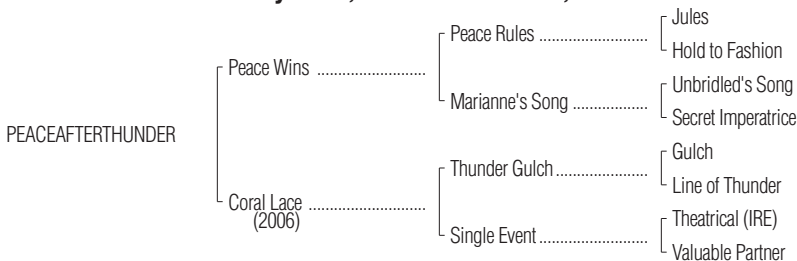 Jules
Peace Rules ..........................
Hold to Fashion
Peace Wins ..........................
Unbridled's Song
Marianne's Song ..................
Secret Imperatrice
PEACEAFTERTHUNDER
Gulch
Thunder Gulch ......................
Line of Thunder
Coral Lace ............................
(2006)
Theatrical (IRE)
Single Event ..........................
Valuable Partner